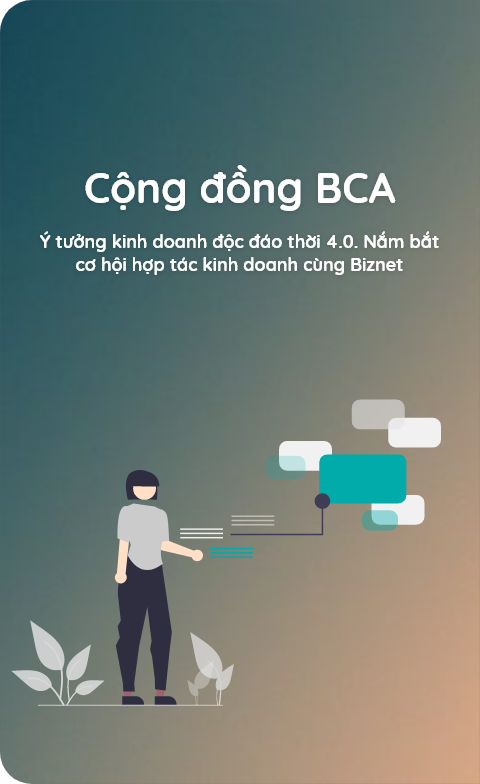 Cộng đồng BCA
Ý tưởng kinh doanh độc đáo thời 4.0. Nắm bắt
cơ hội hợp tác kinh doanh cùng Biznet